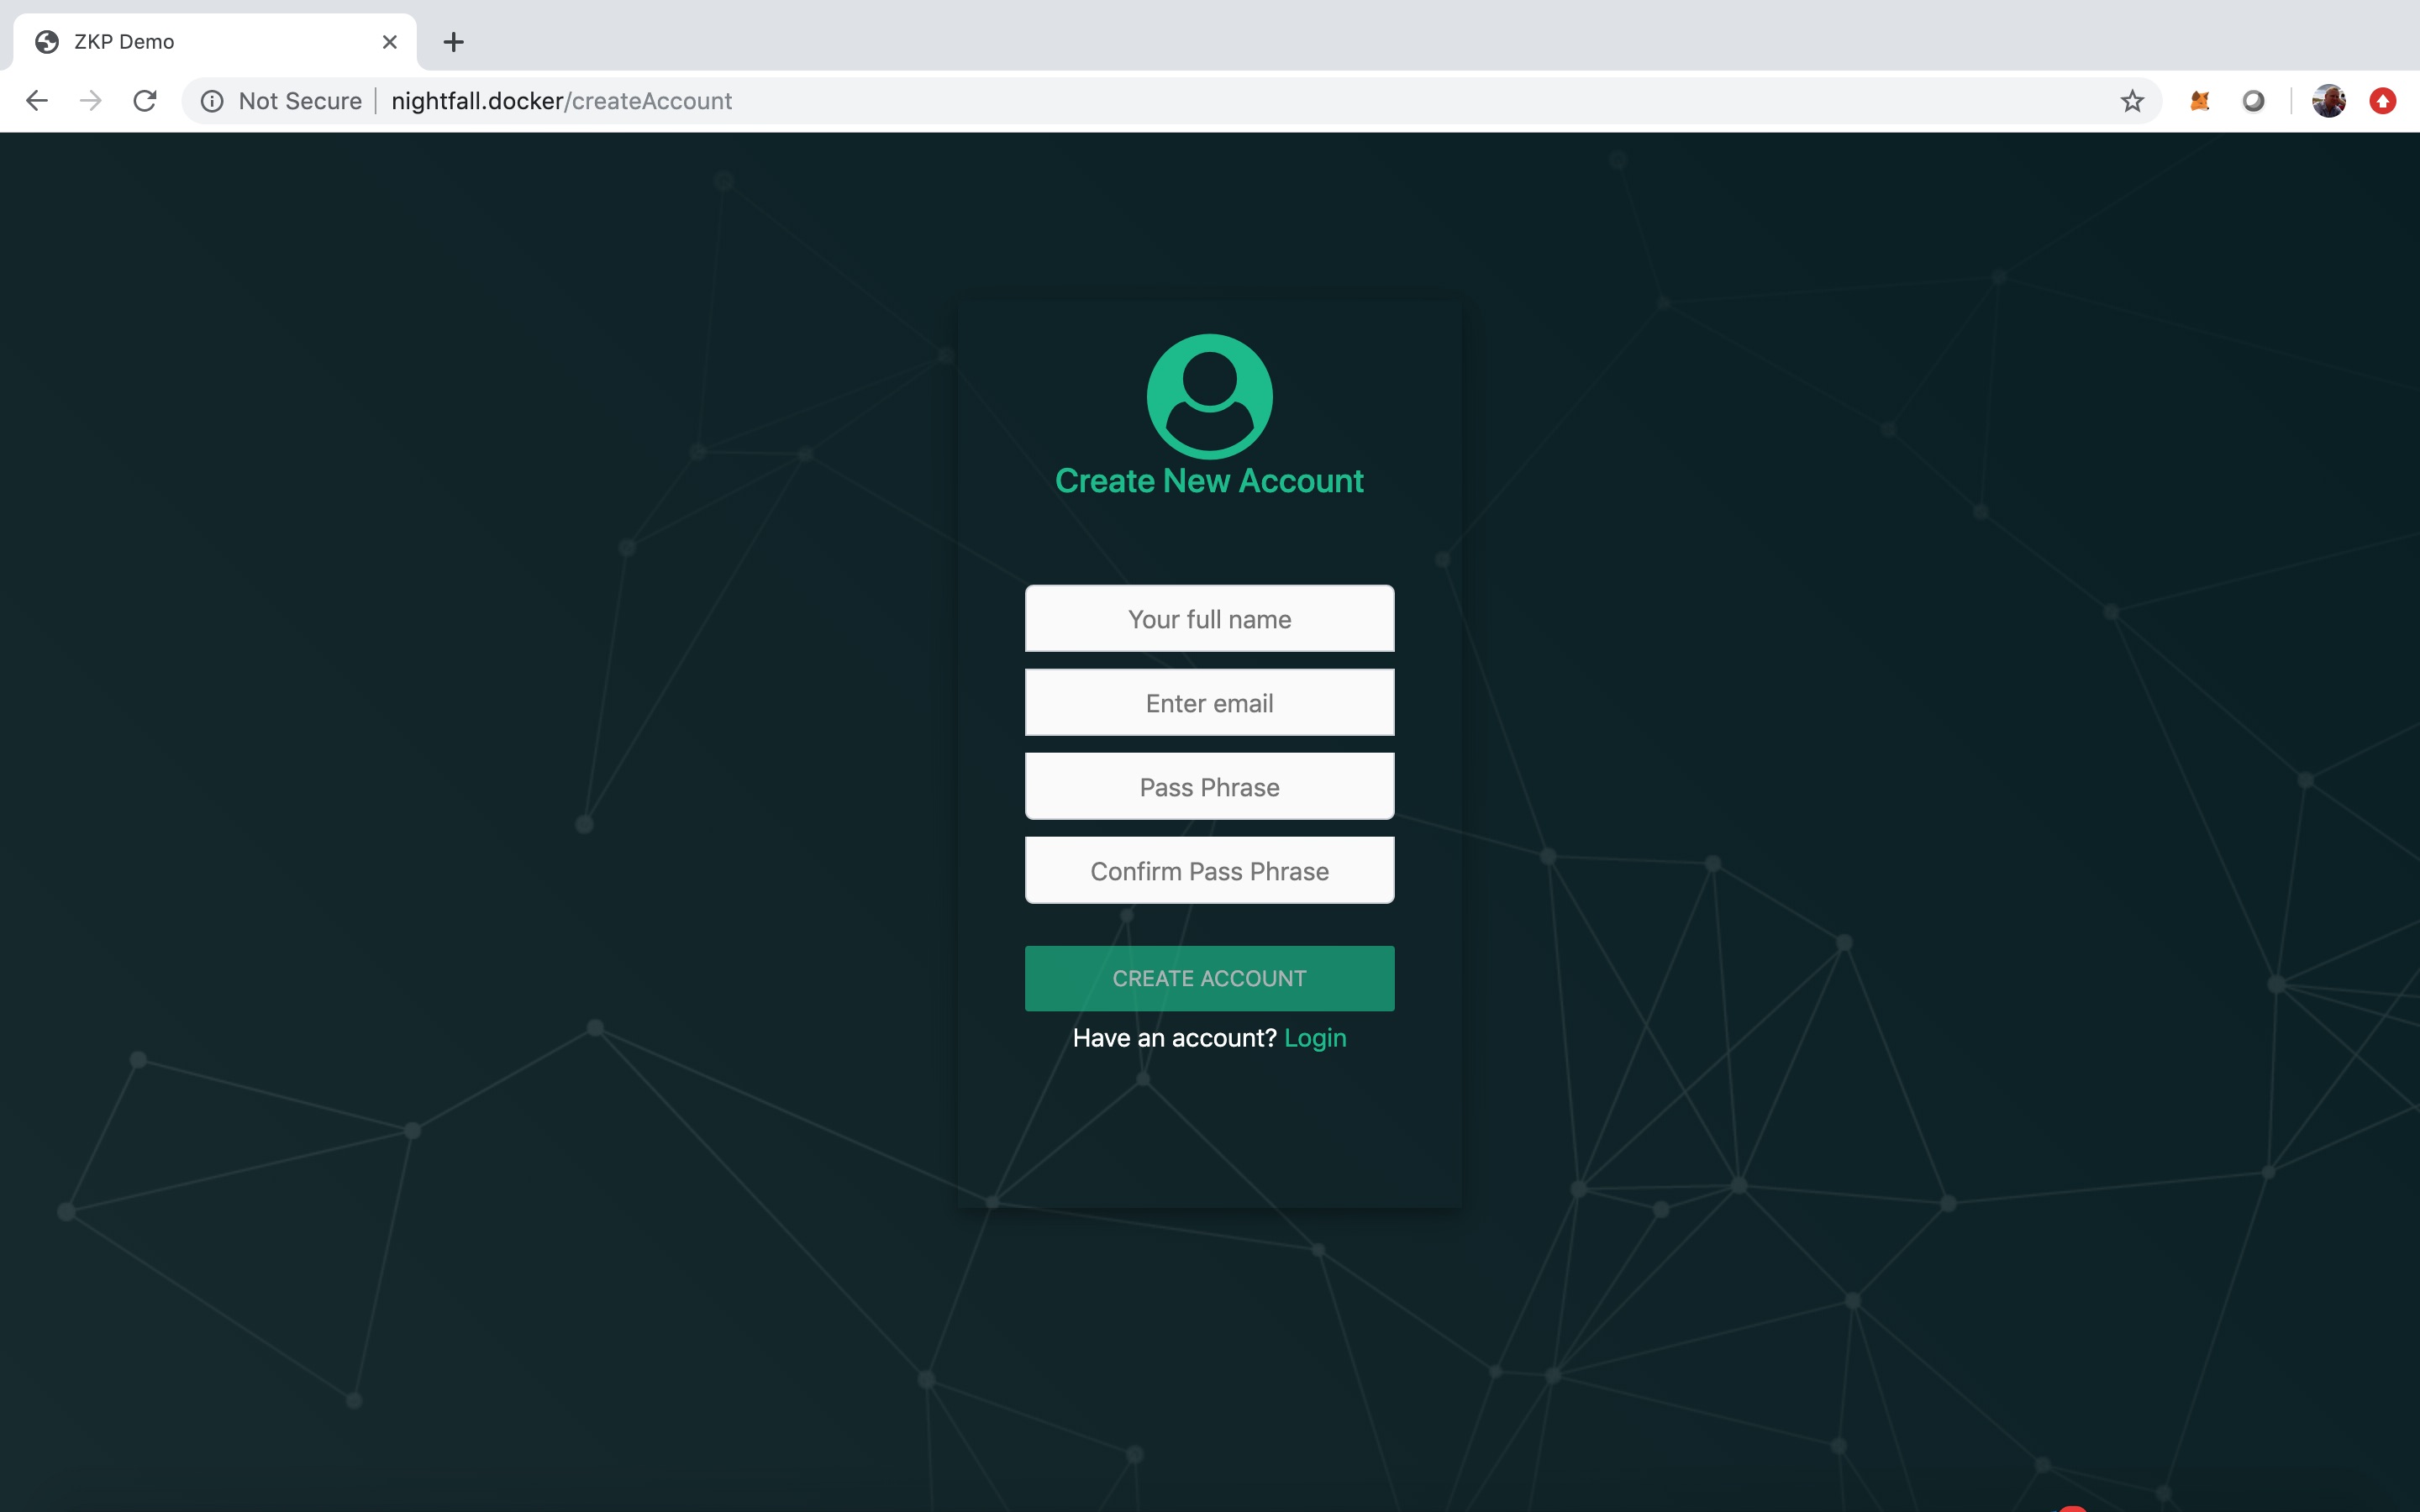 ZKP Demo
Not Secure | nightfall.docker/createAccount
Create New Account
Your full name
Enter email
Pass Phrase
Confirm Pass Phrase
CREATE ACCOUNT
Have an account? Login